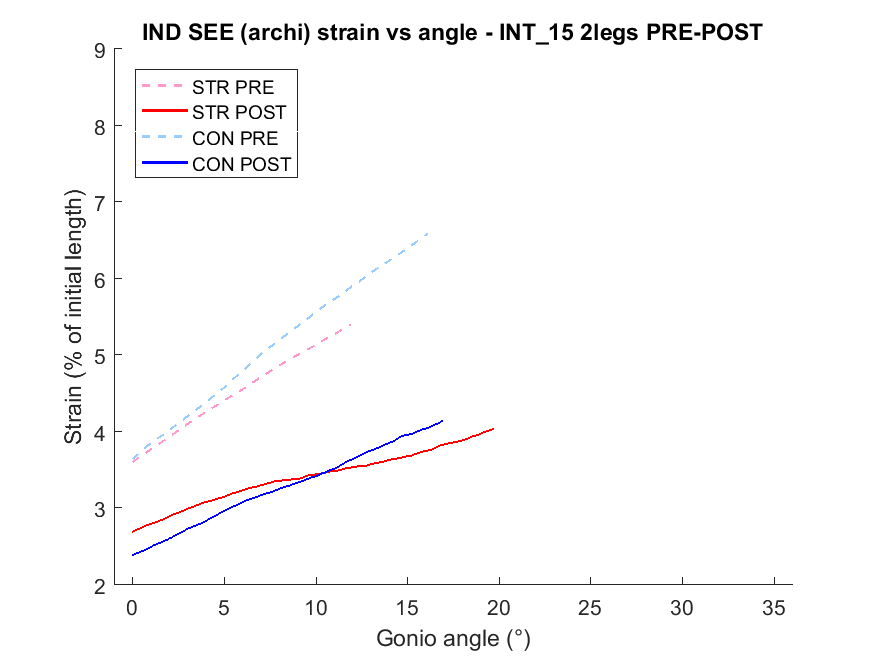 IND SEE (archi) strain vs angle - INT_15 2legs PRE-POST
9
8
7
6
5
4
3
2
Strain (% of initial length)
STR PRE
STR POST
CON PRE
CON POST
0 5 10 15 20 25 30 35
Gonio angle (°)